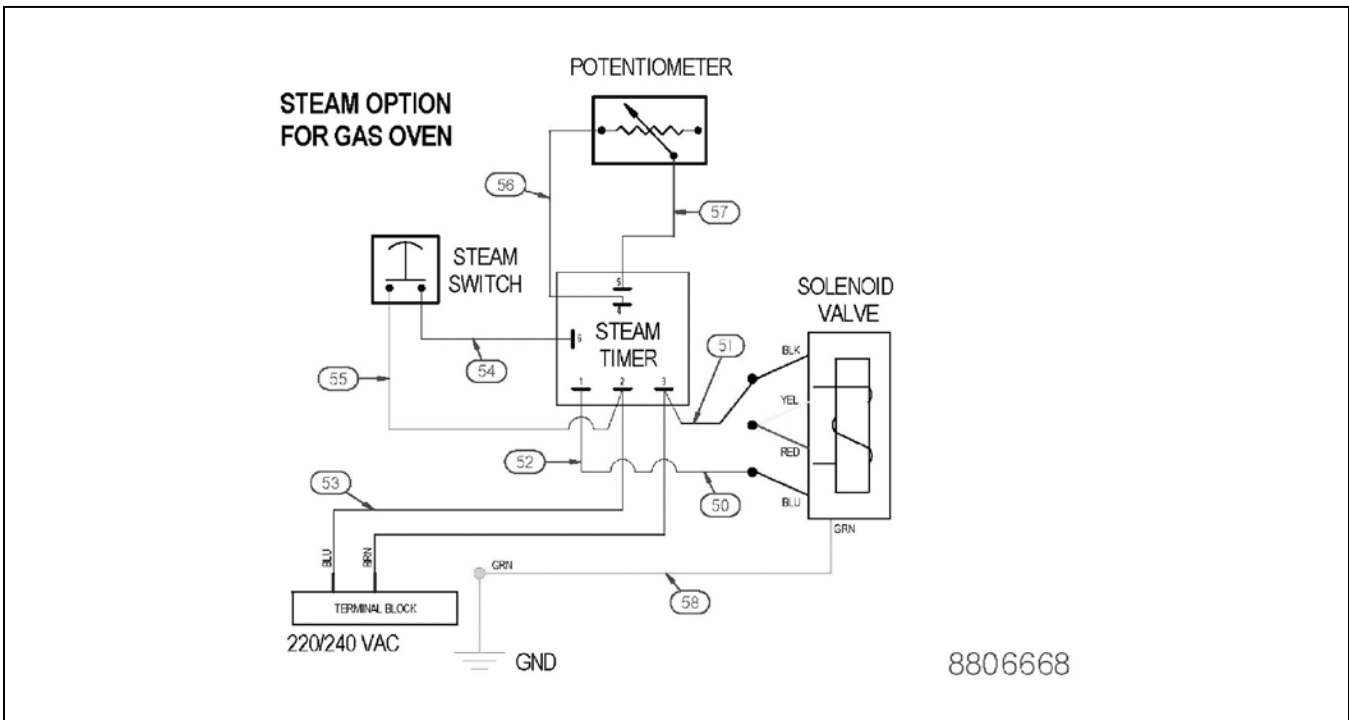 POTENTIOMETER
STEAM OPTION
FOR GAS OVEN
56
57
STEAM
SWITCH
5
4
SOLENOID
VALVE
6
STEAM
TIMER
51
BLK
54
55
1
2
3
YEL
RED
52
53
50
BLU
GRN
BLU
BRN
GRN
58
TERMINAL BLOCK
220/240 VAC
GND
8806668